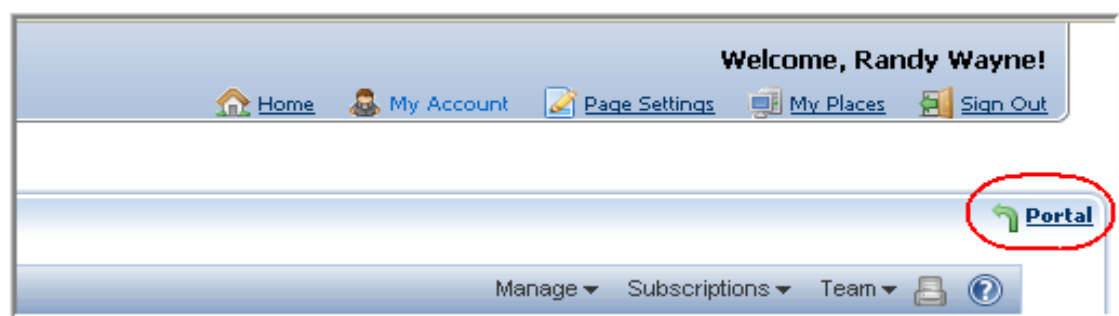 Welcome, Randy Wayne!
Home My Account Page Settings My Places Sign Out
Portal
Manage Subscriptions Team ?